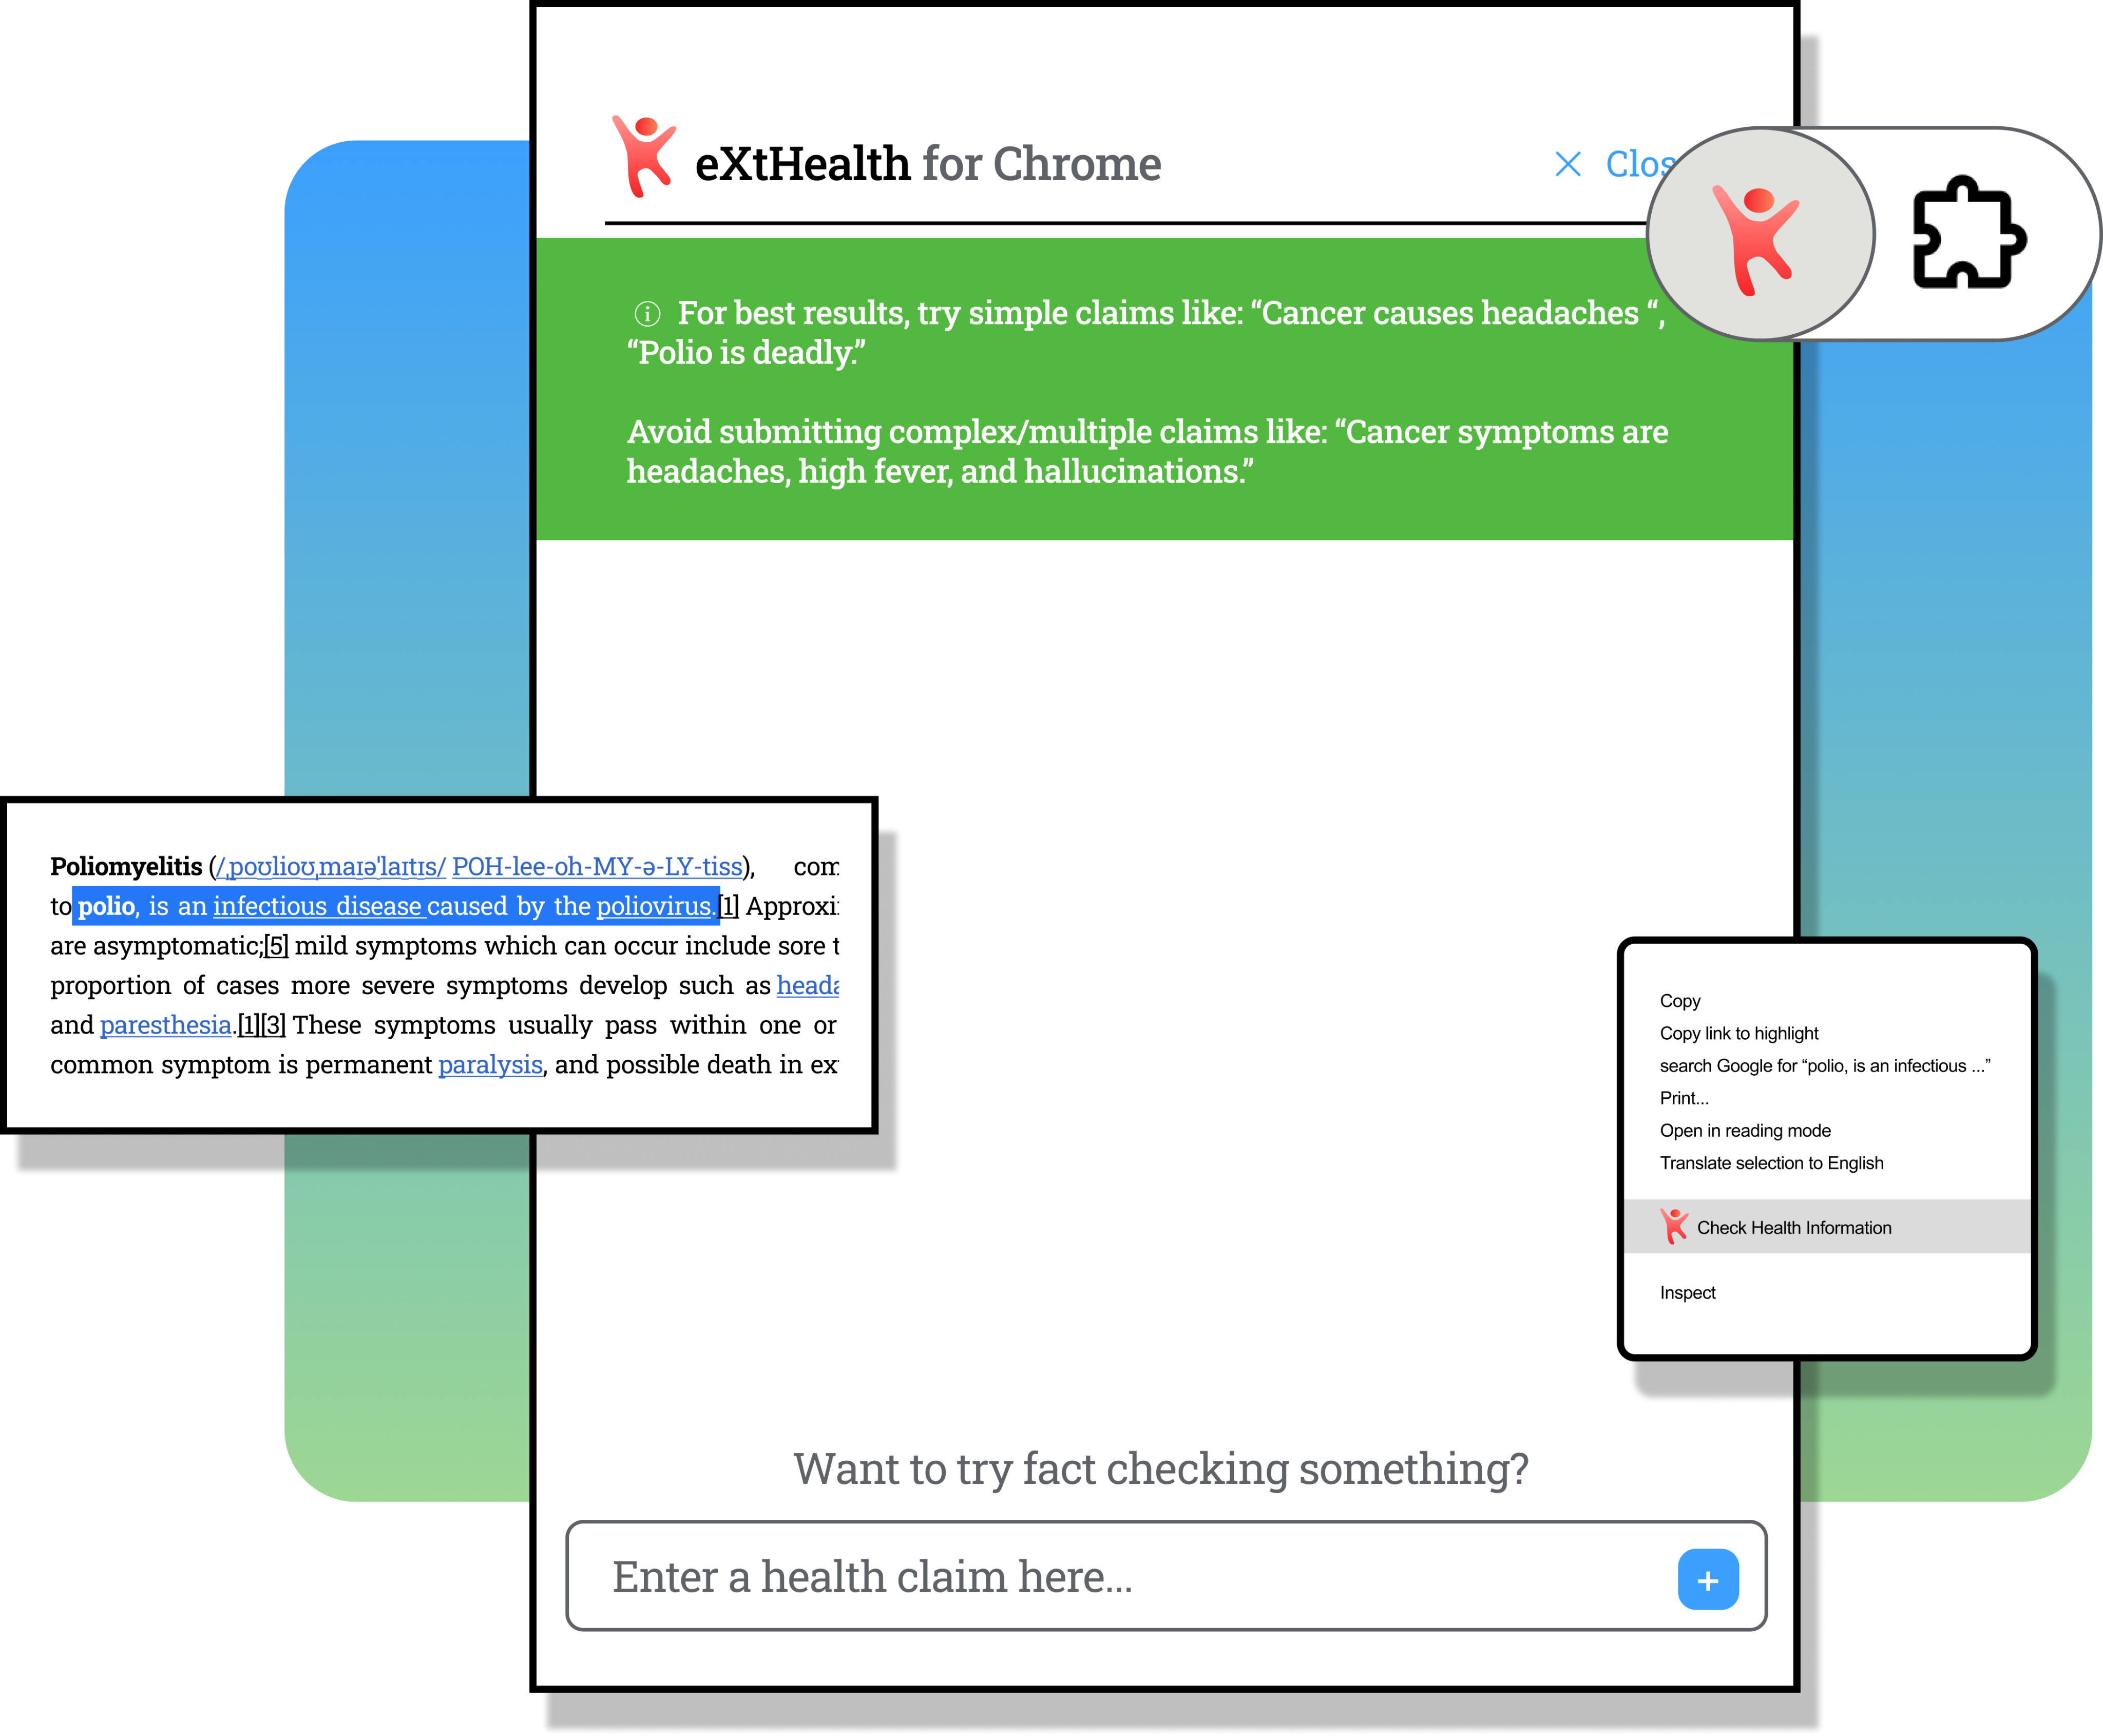 eXtHealth for Chrome
× Clos
ⓘ For best results, try simple claims like: “Cancer causes headaches “,
“Polio is deadly.”
Avoid submitting complex/multiple claims like: “Cancer symptoms are
headaches, high fever, and hallucinations.”
Poliomyelitis (/ˌpoʊlioʊˌmaɪəˈlaɪtɪs/ POH-lee-oh-MY-ə-LY-tiss), com
to polio, is an infectious disease caused by the poliovirus.[1] Approxi
are asymptomatic;[5] mild symptoms which can occur include sore t
proportion of cases more severe symptoms develop such as heada
and paresthesia.[1][3] These symptoms usually pass within one or
common symptom is permanent paralysis, and possible death in ex
Copy
Copy link to highlight
search Google for “polio, is an infectious ...”
Print...
Open in reading mode
Translate selection to English
Check Health Information
Inspect
Want to try fact checking something?
Enter a health claim here...
+